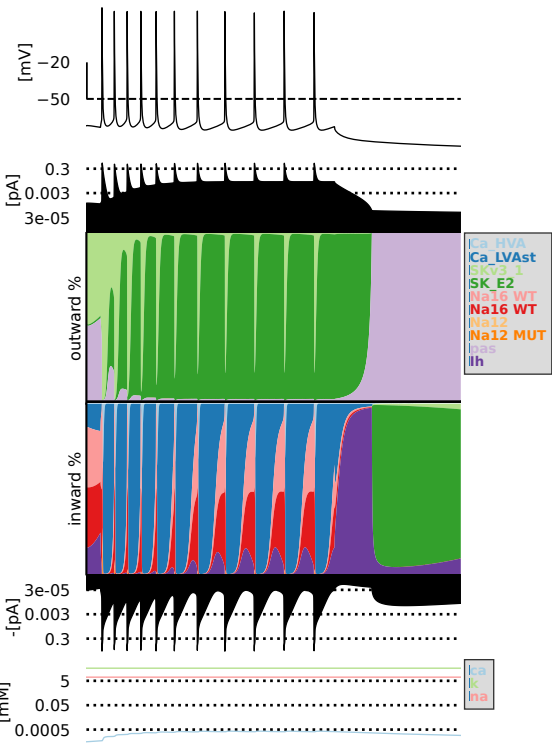 [mV]
−20
−50
[pA]
0.3
0.003
3e-05
outward %
Ca_HVA
Ca_LVAst
SKv3_1
SK_E2
Na16 WT
Na16 WT
Na12
Na12 MUT
pas
Ih
inward %
-[pA]
3e-05
0.003
0.3
[mM]
5
0.05
0.0005
ca
k
na